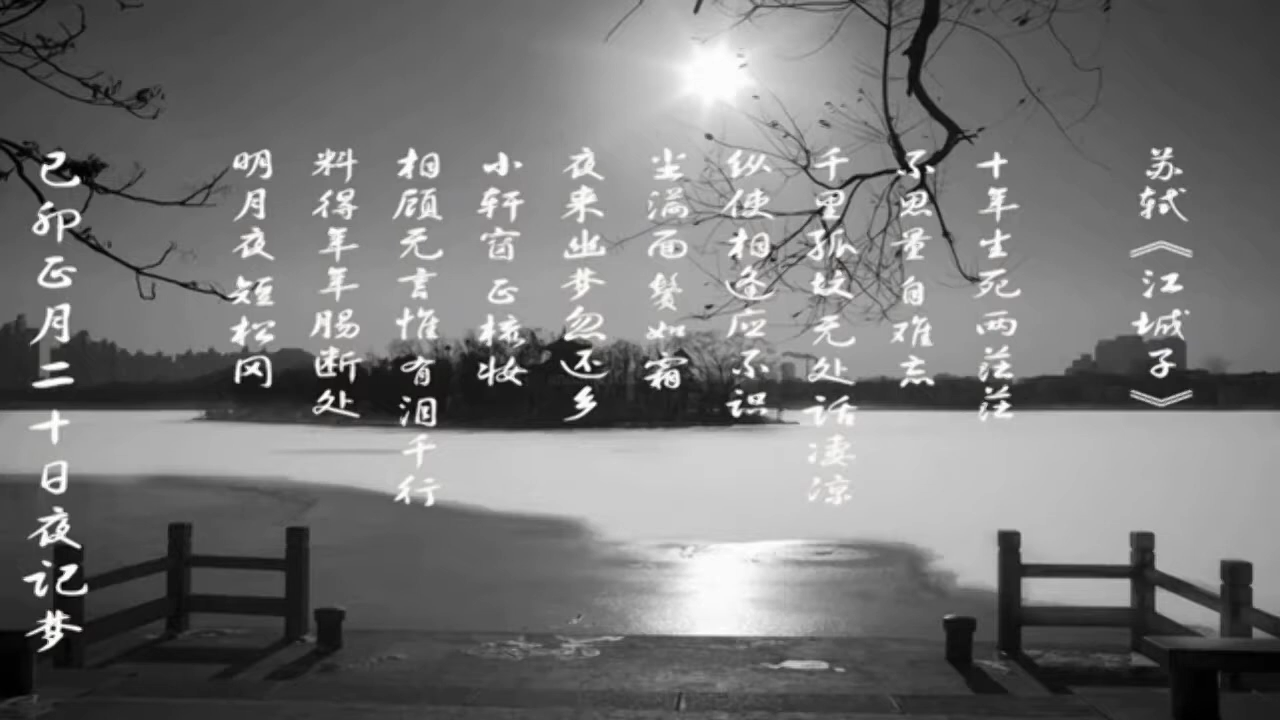 苏轼《江城子》
十年生死两茫茫
不思量自难忘
千里孤坟无处话凄凉
纵使相逢应不识
尘满面鬓如霜
夜来幽梦忽还乡
小轩窗正梳妆
相顾无言惟有泪千行
料得年年肠断处
明月夜短松冈
己卯正月二十日夜记梦